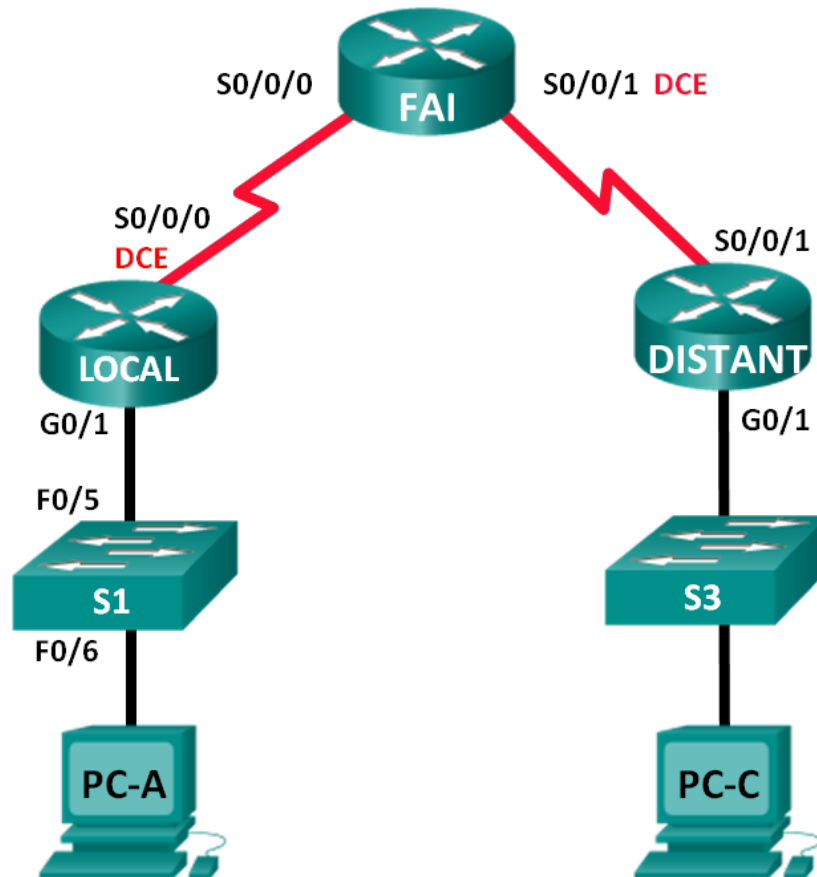 S0/0/0
FAI
S0/0/1 DCE
S0/0/0
DCE
S0/0/1
LOCAL
DISTANT
G0/1
G0/1
F0/5
S1
S3
F0/6
PC-A
PC-C